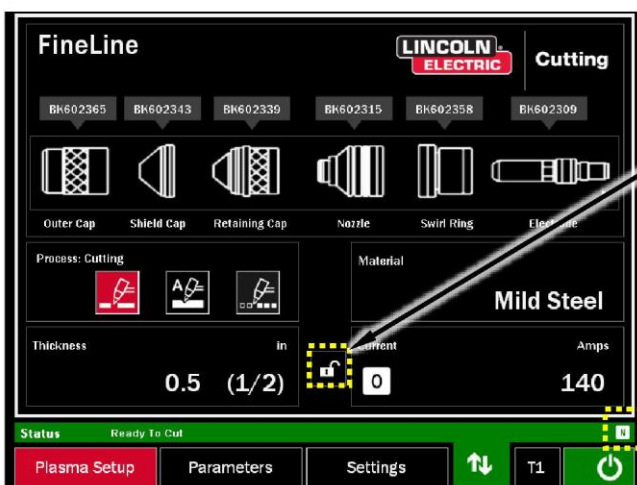 FineLine
LINCOLN
ELECTRIC
Cutting
BK602365 BK602343 BK602339 BK602315 BK602358 BK602309
Outer Cap Shield Cap Retaining Cap Nozzle Swirl Ring Electrode
Process: Cutting
A
Material
Mild Steel
Thickness in
0.5 (1/2)
Current Amps
O 140
Status Ready To Cut N
Plasma Setup Parameters Settings T1